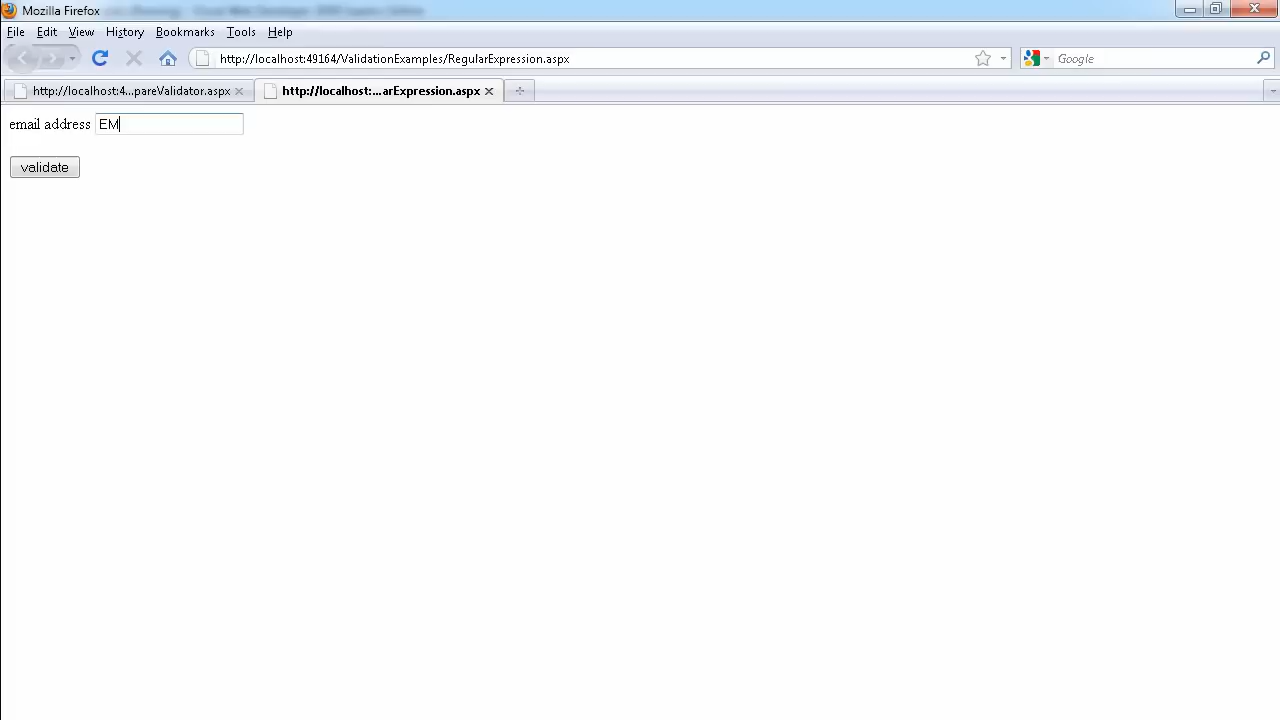 Mozilla Firefox
File Edit View History Bookmarks Tools Help
http://localhost:49164/ValidationExamples/RegularExpression.aspx Google
http://localhost:4...pareValidator.aspx http://localhost:...arExpression.aspx
email address EM
validate